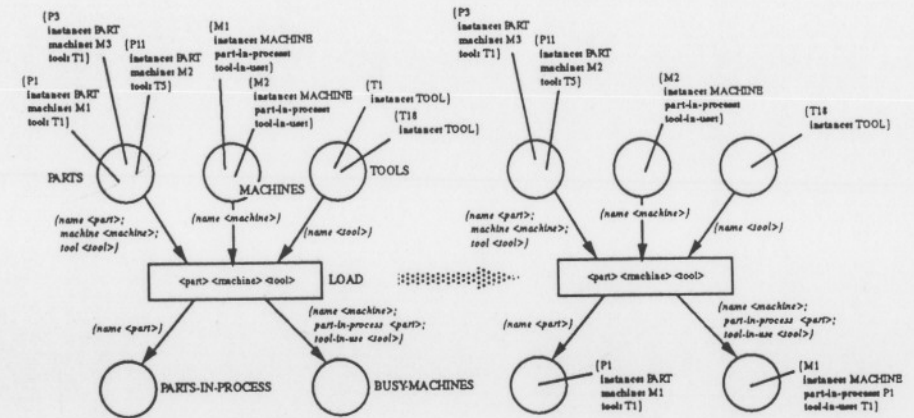 {P3
instance: PART
machine: M3
tool: T1}
{P11
instance: PART
machine: M2
tool: T5}
{P1
instance: PART
machine: M1
tool: T1}
{M1
instance: MACHINE
part-in-process:
tool-in-use:}
{M2
instance: MACHINE
part-in-process:
tool-in-use:}
{T1
instance: TOOL}
{T18
instance: TOOL}
PARTS
MACHINES
TOOLS
{name <part>;
machine <machine>;
tool <tool>}
{name <machine>}
{name <tool>}
<part> <machine> <tool>
LOAD
{name <part>}
{name <machine>;
part-in-process <part>;
tool-in-use <tool>}
PARTS-IN-PROCESS
BUSY-MACHINES
{P3
instance: PART
machine: M3
tool: T1}
{P11
instance: PART
machine: M2
tool: T5}
{M2
instance: MACHINE
part-in-process:
tool-in-use:}
{T18
instance: TOOL}
{name <part>;
machine <machine>;
tool <tool>}
{name <machine>}
{name <tool>}
<part> <machine> <tool>
{name <part>}
{name <machine>;
part-in-process <part>;
tool-in-use <tool>}
{P1
instance: PART
machine: M1
tool: T1}
{M1
instance: MACHINE
part-in-process: P1
tool-in-use: T1}